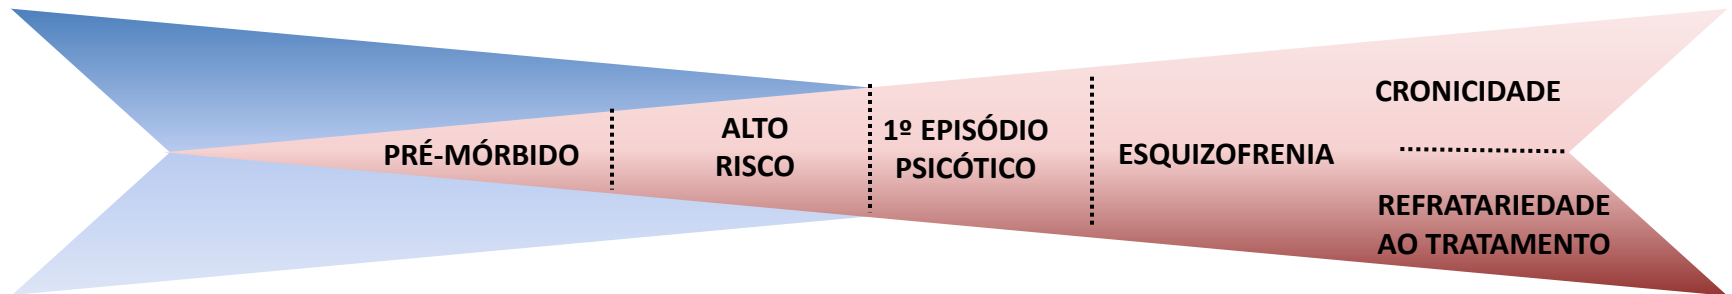 PRÉ-MÓRBIDO
ALTO
RISCO
1º EPISÓDIO
PSICÓTICO
ESQUIZOFRENIA
CRONICIDADE
REFRATARIEDADE
AO TRATAMENTO